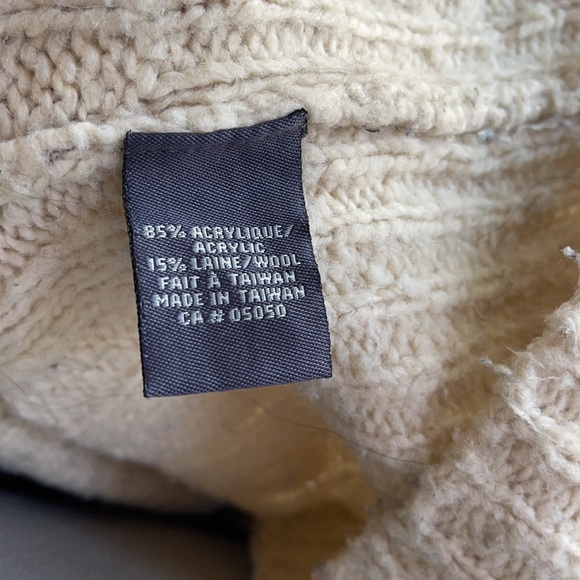 85% ACRYLIQUE/
ACRYLIC
15% LAINE/WOOL
FAIT À TAIWAN
MADE IN TAIWAN
CA # 05050